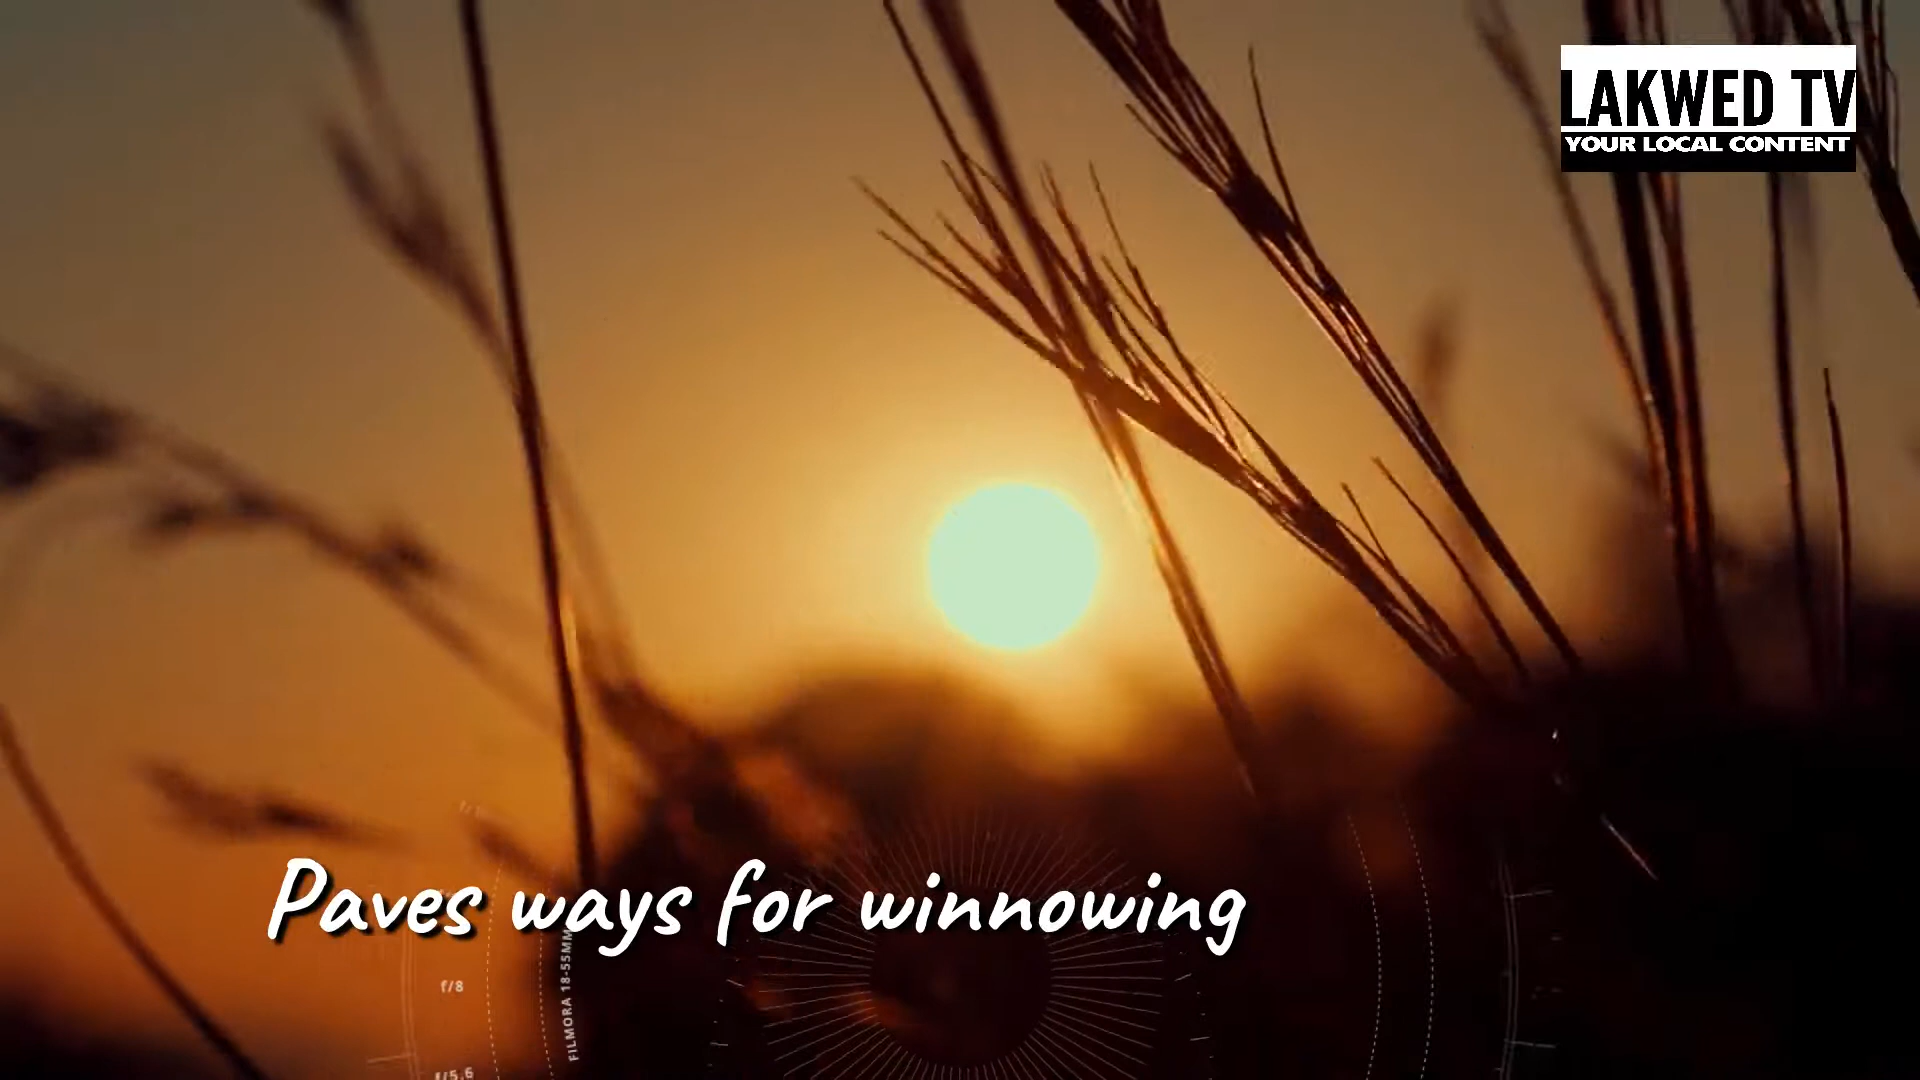 LAKWED TV
YOUR LOCAL CONTENT
Paves ways for winnowing
f/8
FILMORA 18-55MM
f/5.6